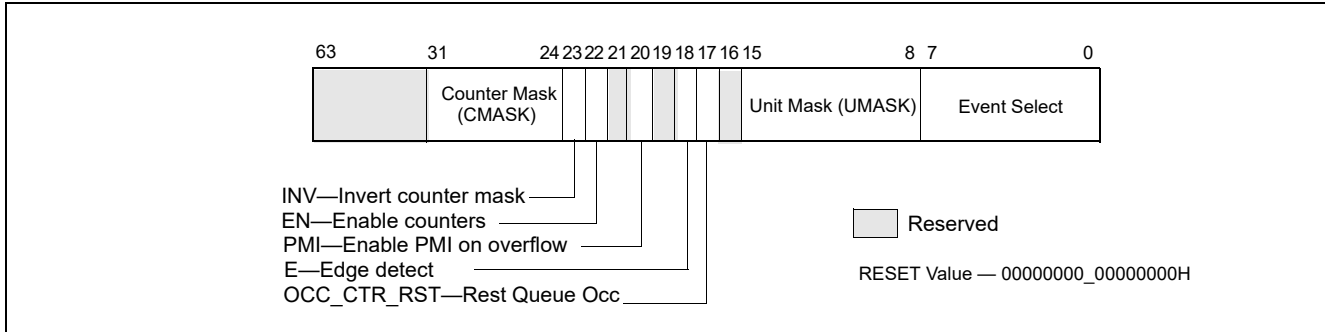 63 31 24 23 22 21 20 19 18 17 16 15 8 7 0
Counter Mask
(CMASK)
Unit Mask (UMASK)
Event Select
INV—Invert counter mask
EN—Enable counters
PMI—Enable PMI on overflow
E—Edge detect
OCC_CTR_RST—Rest Queue Occ
Reserved
RESET Value — 00000000_00000000H